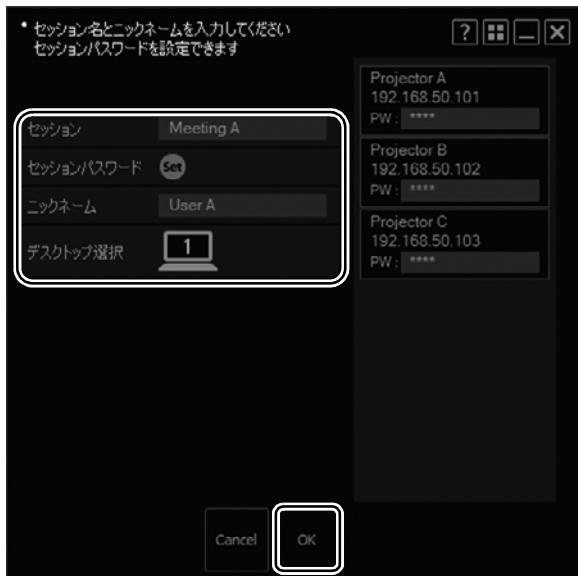 * セッション名とニックネームを入力してください
セッションパスワードを設定できます
?
Projector A
192.168.50.101
PW : ****
Projector B
192.168.50.102
PW : ****
Projector C
192.168.50.103
PW : ****
セッション Meeting A
セッションパスワード Set
ニックネーム User A
デスクトップ選択 1
Cancel OK